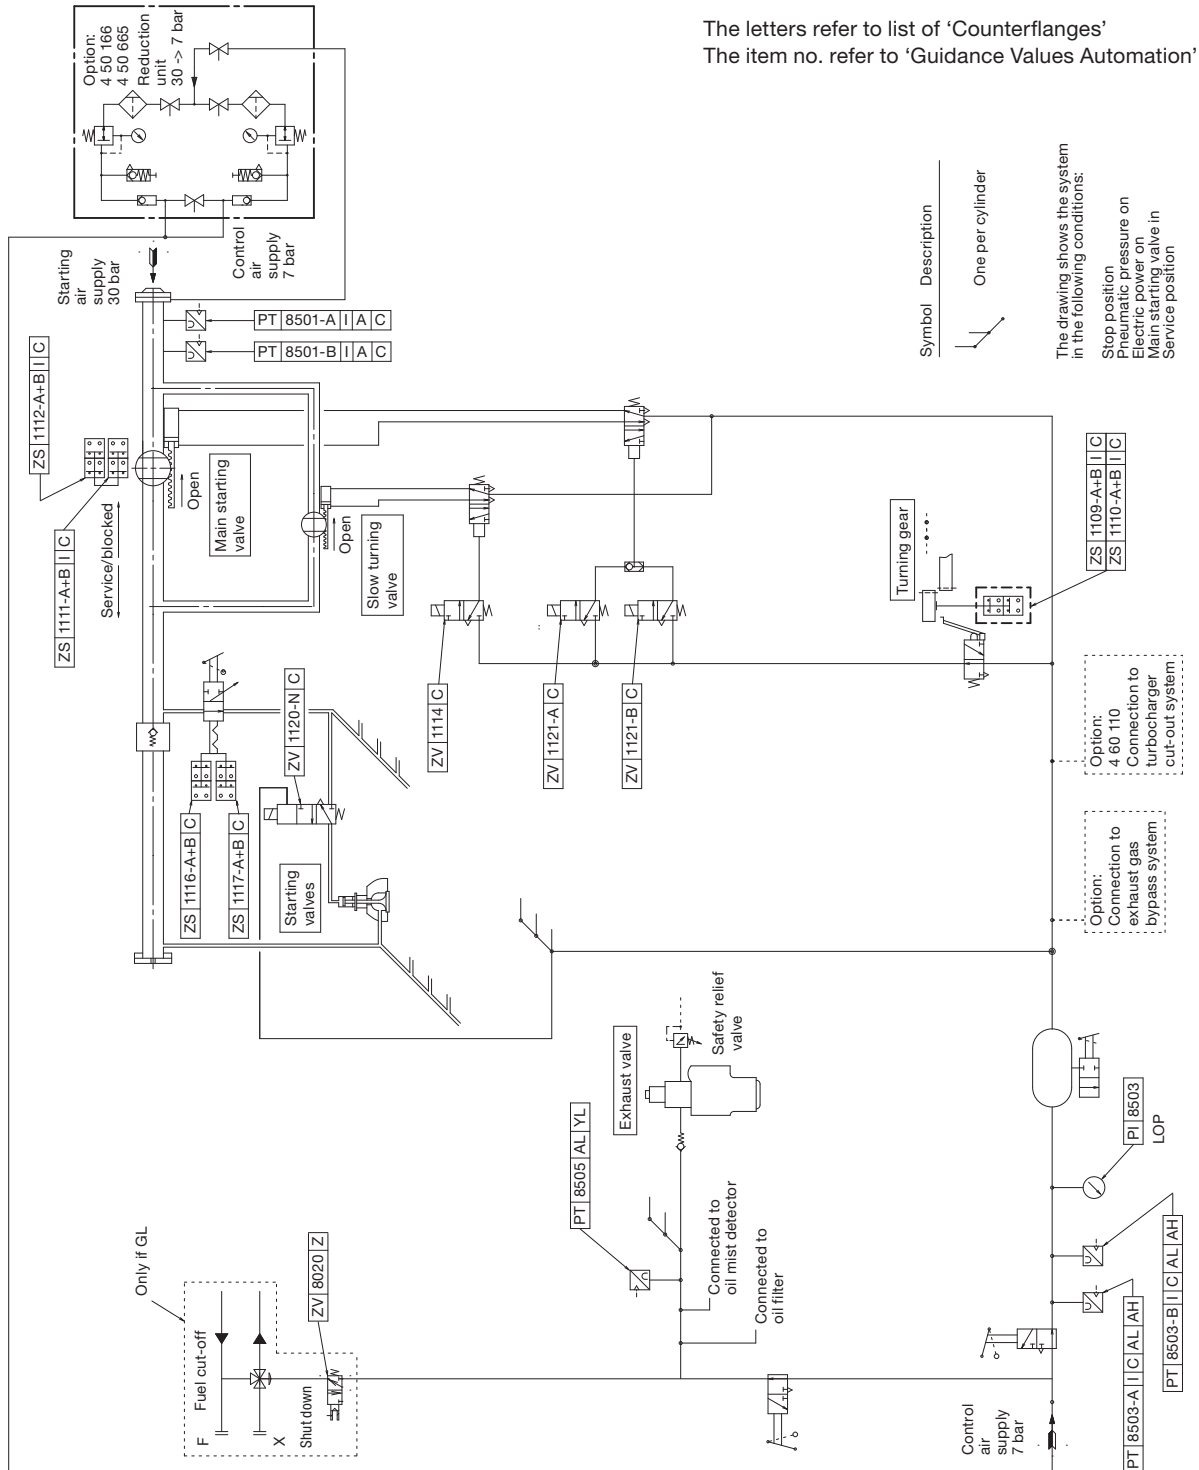 The letters refer to list of ‘Counterflanges’
The item no. refer to ‘Guidance Values Automation’
Option:
4 50 166
4 50 665
Reduction
unit
30 -> 7 bar
Starting
air
supply
30 bar
Control
air
supply
7 bar
PT 8501-A I A C
PT 8501-B I A C
ZS 1112-A+B I C
ZS 1111-A+B I C
Service/blocked
Open
Main starting
valve
Open
Slow turning
valve
ZS 1116-A+B C
ZS 1117-A+B C
ZV 1120-N C
Starting
valves
ZV 1114 C
ZV 1121-A C
ZV 1121-B C
Turning gear
ZS 1109-A+B I C
ZS 1110-A+B I C
Symbol Description
One per cylinder
The drawing shows the system
in the following conditions:
Stop position
Pneumatic pressure on
Electric power on
Main starting valve in
Service position
Option:
4 60 110
Connection to
turbocharger
cut-out system
Option:
Connection to
exhaust gas
bypass system
Exhaust valve
Safety relief
valve
PT 8505 AL YL
Connected to
oil mist detector
Connected to
oil filter
Only if GL
Fuel cut-off
F
X
Shut down
ZV 8020 Z
PI 8503
LOP
PT 8503-B I C AL AH
PT 8503-A I C AL AH
Control
air
supply
7 bar